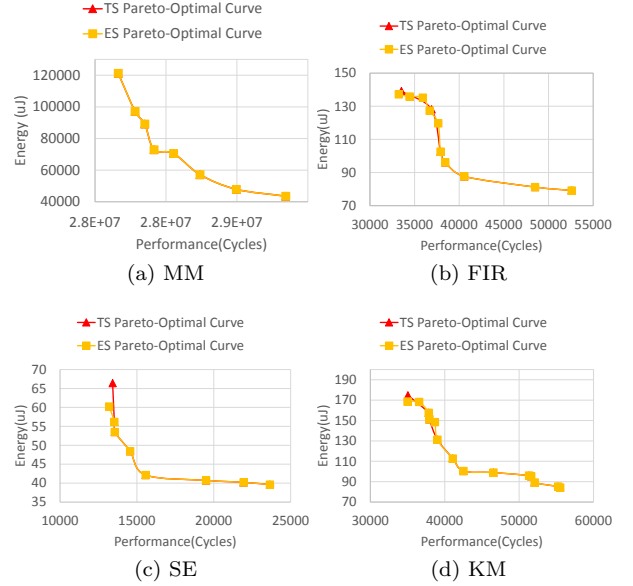 TS Pareto-Optimal Curve
ES Pareto-Optimal Curve
Energy (uJ)
120000
100000
80000
60000
40000
2.8E+07 2.8E+07 2.9E+07
Performance(Cycles)
(a) MM
TS Pareto-Optimal Curve
ES Pareto-Optimal Curve
Energy(uJ)
150
130
110
90
70
30000 35000 40000 45000 50000 55000
Performance(Cycles)
(b) FIR
TS Pareto-Optimal Curve
ES Pareto-Optimal Curve
Energy(uJ)
70
65
60
55
50
45
40
35
10000 15000 20000 25000
Performance(Cycles)
(c) SE
TS Pareto-Optimal Curve
ES Pareto-Optimal Curve
Energy(uJ)
190
170
150
130
110
90
70
30000 40000 50000 60000
Performance(Cycles)
(d) KM